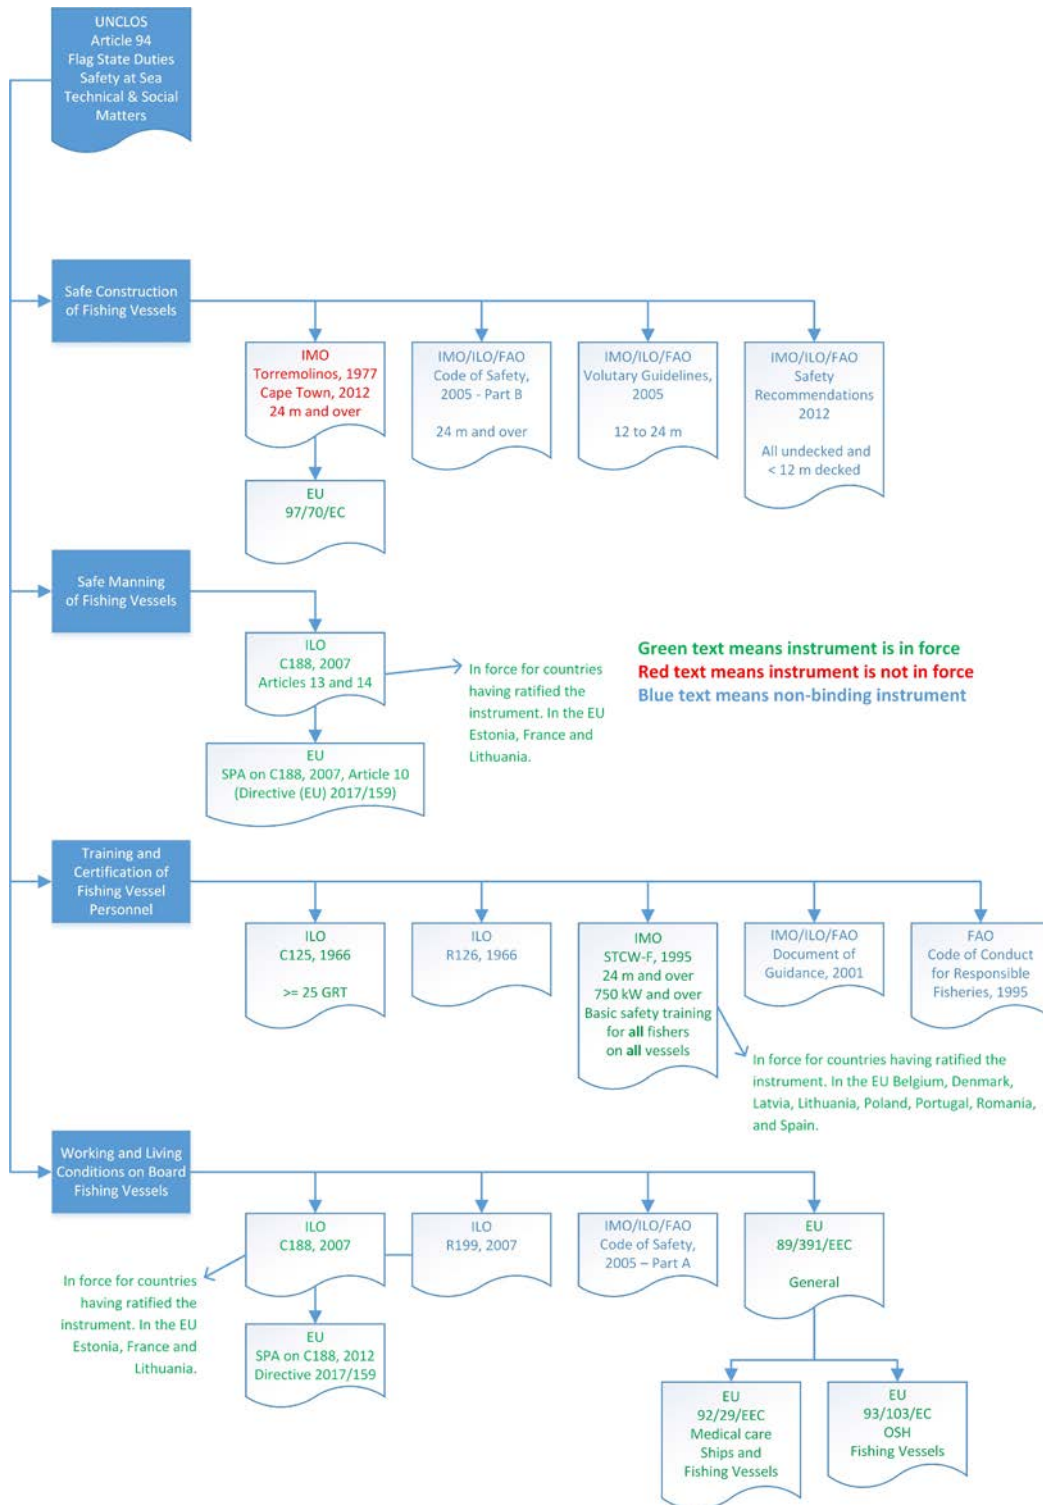 UNCLOS
Article 94
Flag State Duties
Safety at Sea
Technical & Social
Matters
Safe Construction
of Fishing Vessels
IMO
Torremolinos, 1977
Cape Town, 2012
24 m and over
IMO/ILO/FAO
Code of Safety,
2005 - Part B
24 m and over
IMO/ILO/FAO
Volutary Guidelines,
2005
12 to 24 m
IMO/ILO/FAO
Safety
Recommendations
2012
All undecked and
< 12 m decked
EU
97/70/EC
Safe Manning
of Fishing Vessels
ILO
C188, 2007
Articles 13 and 14
In force for countries
having ratified the
instrument. In the EU
Estonia, France and
Lithuania.
Green text means instrument is in force
Red text means instrument is not in force
Blue text means non-binding instrument
EU
SPA on C188, 2007, Article 10
(Directive (EU) 2017/159)
Training and
Certification of
Fishing Vessel
Personnel
ILO
C125, 1966
>= 25 GRT
ILO
R126, 1966
IMO
STCW-F, 1995
24 m and over
750 kW and over
Basic safety training
for all fishers
on all vessels
IMO/ILO/FAO
Document of
Guidance, 2001
FAO
Code of Conduct
for Responsible
Fisheries, 1995
In force for countries having ratified the
instrument. In the EU Belgium, Denmark,
Latvia, Lithuania, Poland, Portugal, Romania,
and Spain.
Working and Living
Conditions on Board
Fishing Vessels
ILO
C188, 2007
ILO
R199, 2007
IMO/ILO/FAO
Code of Safety,
2005 – Part A
EU
89/391/EEC
General
In force for countries
having ratified the
instrument. In the EU
Estonia, France and
Lithuania.
EU
SPA on C188, 2012
Directive 2017/159
EU
92/29/EEC
Medical care
Ships and
Fishing Vessels
EU
93/103/EC
OSH
Fishing Vessels